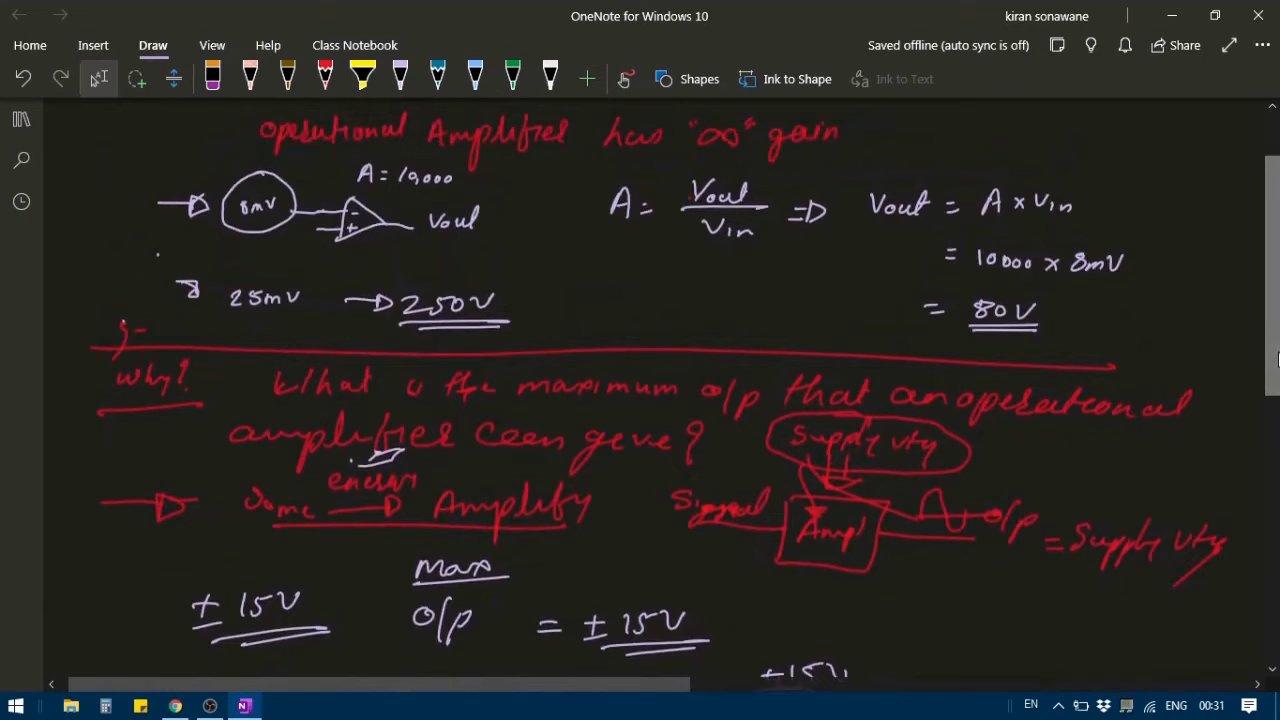 OneNote for Windows 10
kiran sonawane
Home Insert Draw View Help Class Notebook
Saved offline (auto sync is off)
Share
Shapes
Ink to Shape
Ink to Text
operational Amplifier has "∞" gain
A = 10,000
8mV
- +
Vout
A = Vout / Vin ⇒ Vout = A × Vin
= 10000 × 8mV
= 80V
25mV → 250V
Why? What is the maximum o/p that an operational
amplifier can give?
supply vtg
energy
some → Amplify
Signal
Ampl
o/p = Supply vtg
± 15V
Max
o/p = ± 15V
+15V
EN
ENG
00:31